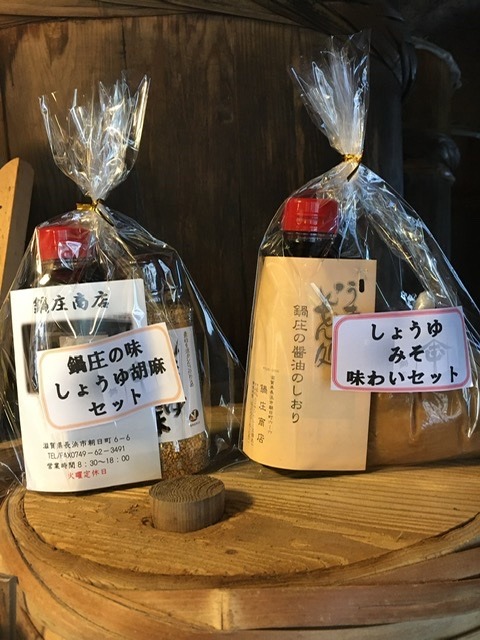 鍋庄商店
鍋庄の味
しょうゆ胡麻
セット
滋賀県長浜市朝日町6-6
TEL/FAX0749-62-3491
営業時間8:30~18:00
火曜定休日
鍋庄の醤油のしおり
鍋庄商店
しょうゆ
みそ
味わいセット